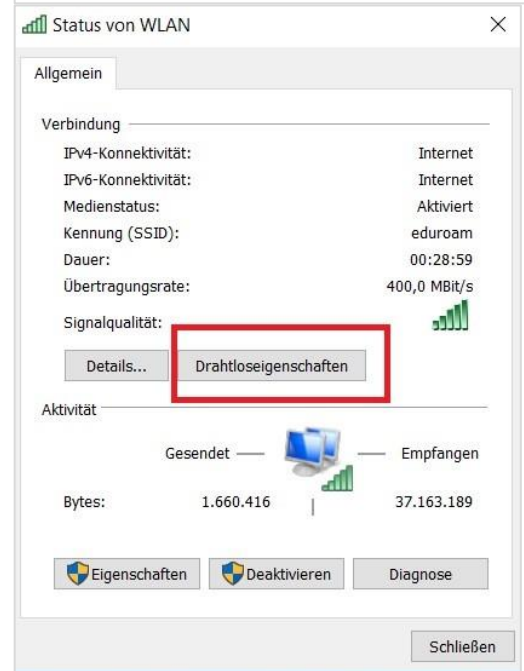 Status von WLAN
Allgemein
Verbindung
IPv4-Konnektivität: Internet
IPv6-Konnektivität: Internet
Medienstatus: Aktiviert
Kennung (SSID): eduroam
Dauer: 00:28:59
Übertragungsrate: 400,0 MBit/s
Signalqualität:
Details... Drahtloseigenschaften
Aktivität
Gesendet Empfangen
Bytes: 1.660.416 37.163.189
Eigenschaften Deaktivieren Diagnose
Schließen